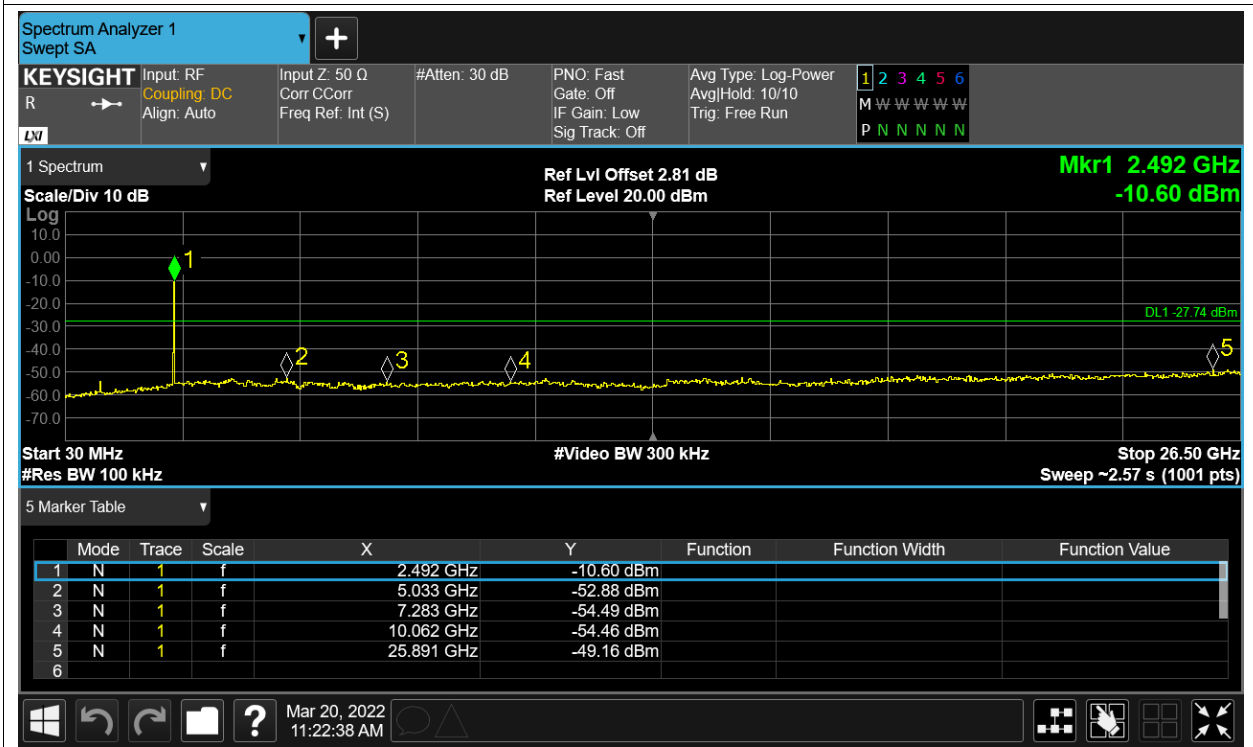 Spectrum Analyzer 1
Swept SA
KEYSIGHT
R
LXI
Input: RF
Coupling: DC
Align: Auto
Input Z: 50 Ω
Corr CCorr
Freq Ref: Int (S)
#Atten: 30 dB
PNO: Fast
Gate: Off
IF Gain: Low
Sig Track: Off
Avg Type: Log-Power
Avg|Hold: 10/10
Trig: Free Run
1 2 3 4 5 6
M W W W W W
P N N N N N
1 Spectrum
Scale/Div 10 dB
Ref Lvl Offset 2.81 dB
Ref Level 20.00 dBm
Mkr1 2.492 GHz
-10.60 dBm
Log
10.0
0.00
-10.0
-20.0
-30.0
-40.0
-50.0
-60.0
-70.0
1
DL1 -27.74 dBm
2
3
4
5
Start 30 MHz
#Video BW 300 kHz
Stop 26.50 GHz
#Res BW 100 kHz
Sweep ~2.57 s (1001 pts)
5 Marker Table
Mode Trace Scale X Y Function Function Width Function Value
1 N 1 f 2.492 GHz -10.60 dBm
2 N 1 f 5.033 GHz -52.88 dBm
3 N 1 f 7.283 GHz -54.49 dBm
4 N 1 f 10.062 GHz -54.46 dBm
5 N 1 f 25.891 GHz -49.16 dBm
6
?
Mar 20, 2022
11:22:38 AM